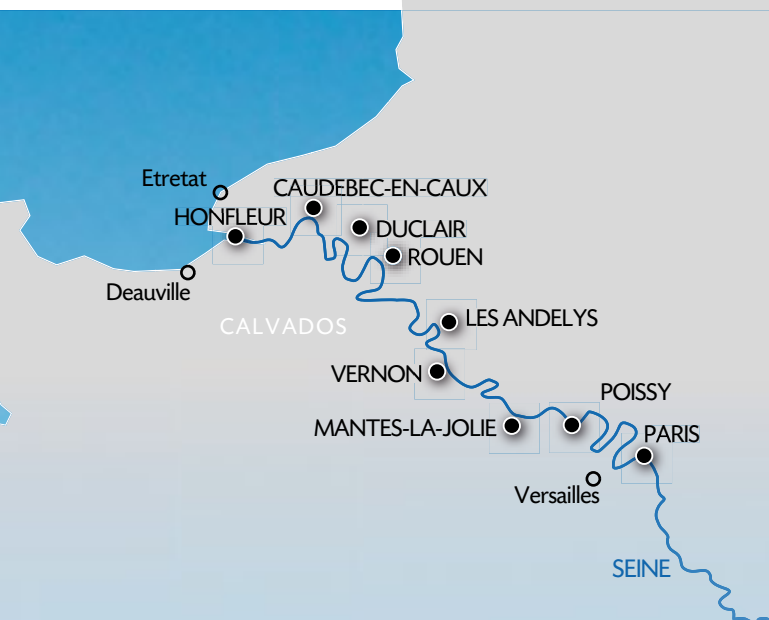 Etretat
CAUDEBEC-EN-CAUX
HONFLEUR
DUCLAIR
ROUEN
Deauville
CALVADOS
LES ANDELYS
VERNON
POISSY
MANTES-LA-JOLIE
PARIS
Versailles
SEINE